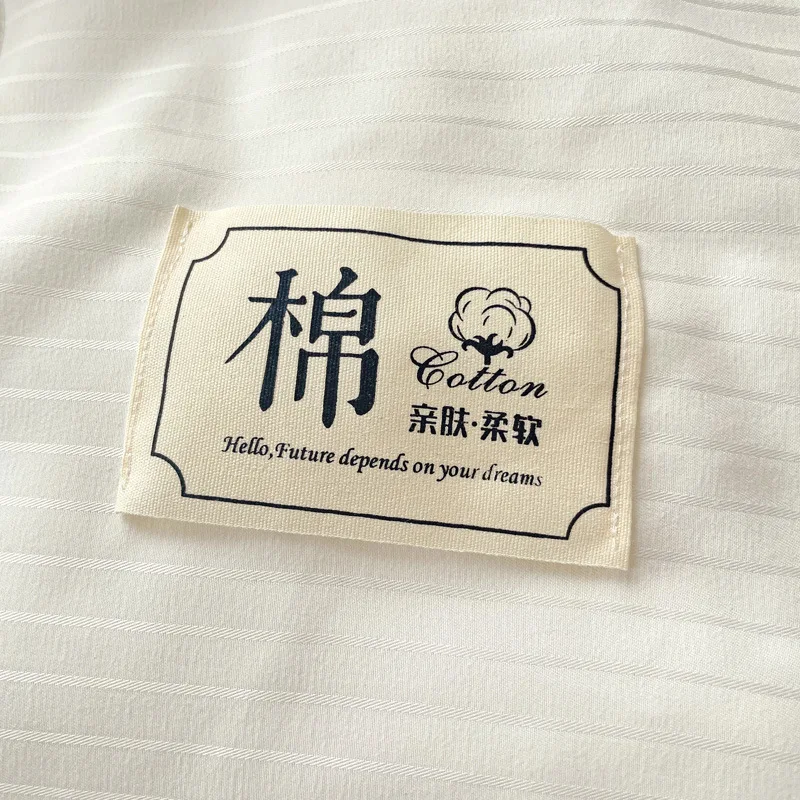 棉
Cotton
亲肤·柔软
Hello,Future depends on your dreams